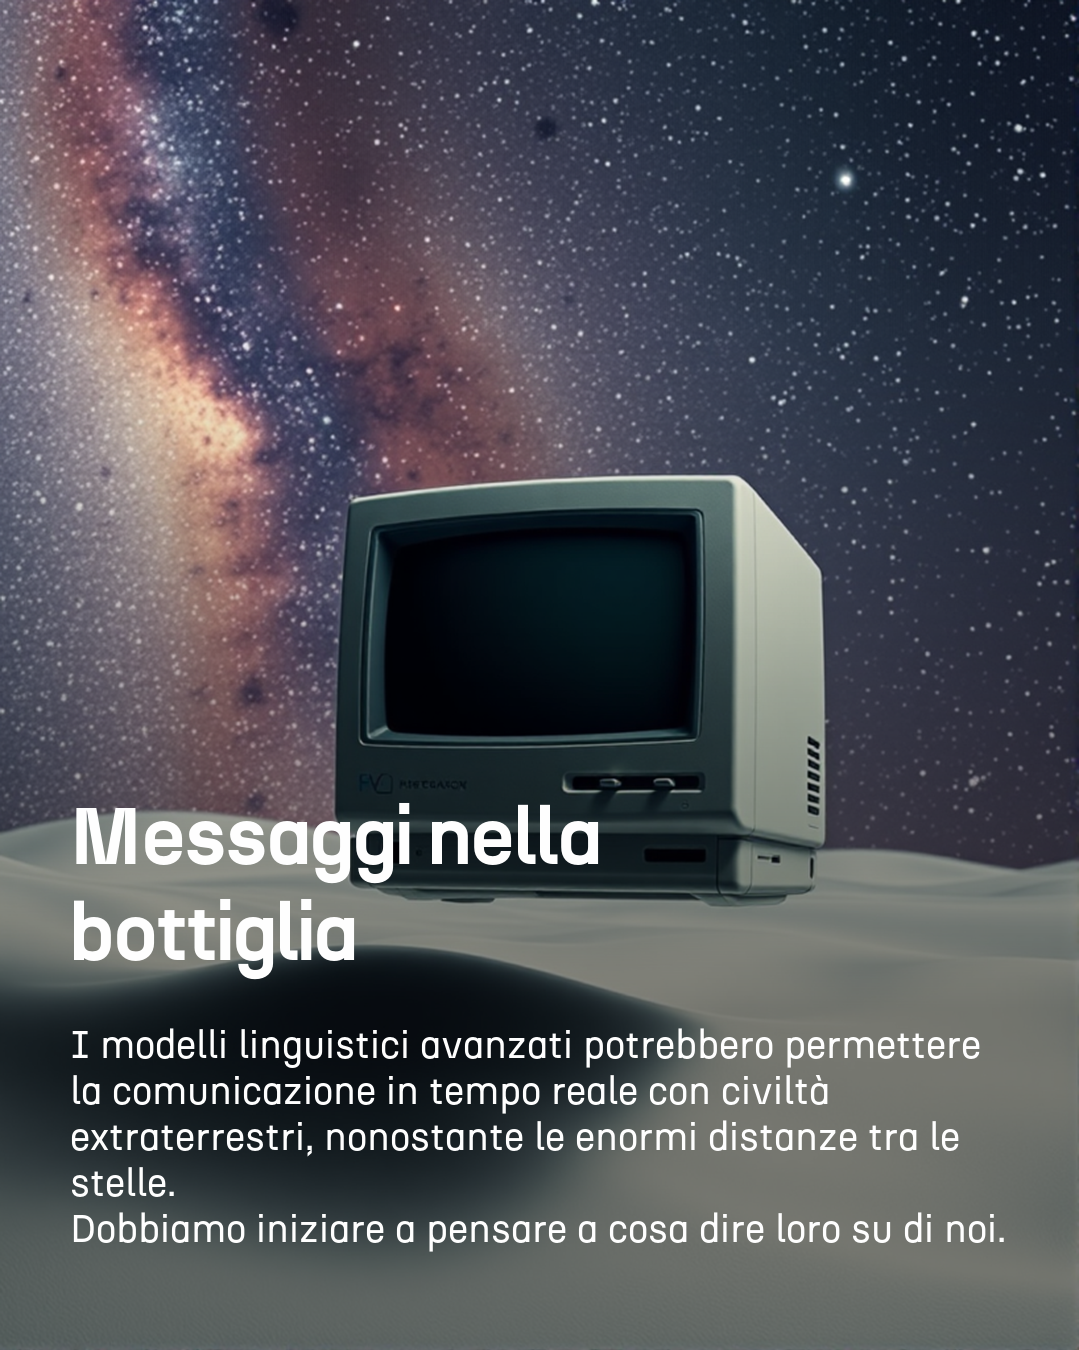 Messaggi nella
bottiglia
I modelli linguistici avanzati potrebbero permettere
la comunicazione in tempo reale con civiltà
extraterrestri, nonostante le enormi distanze tra le
stelle.
Dobbiamo iniziare a pensare a cosa dire loro su di noi.